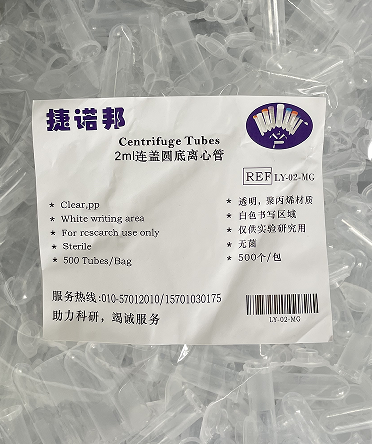 捷诺邦
Centrifuge Tubes
2ml连盖圆底离心管
REF LY-02-MG
* Clear,pp
* White writing area
* For rcscarch use only
* Sterile
* 500 Tubes/Bag
* 透明，聚丙烯材质
* 白色书写区域
* 仅供实验研究用
* 无菌
* 500个/包
服务热线:010-57012010/15701030175
助力科研，竭诚服务
LY-02-MG